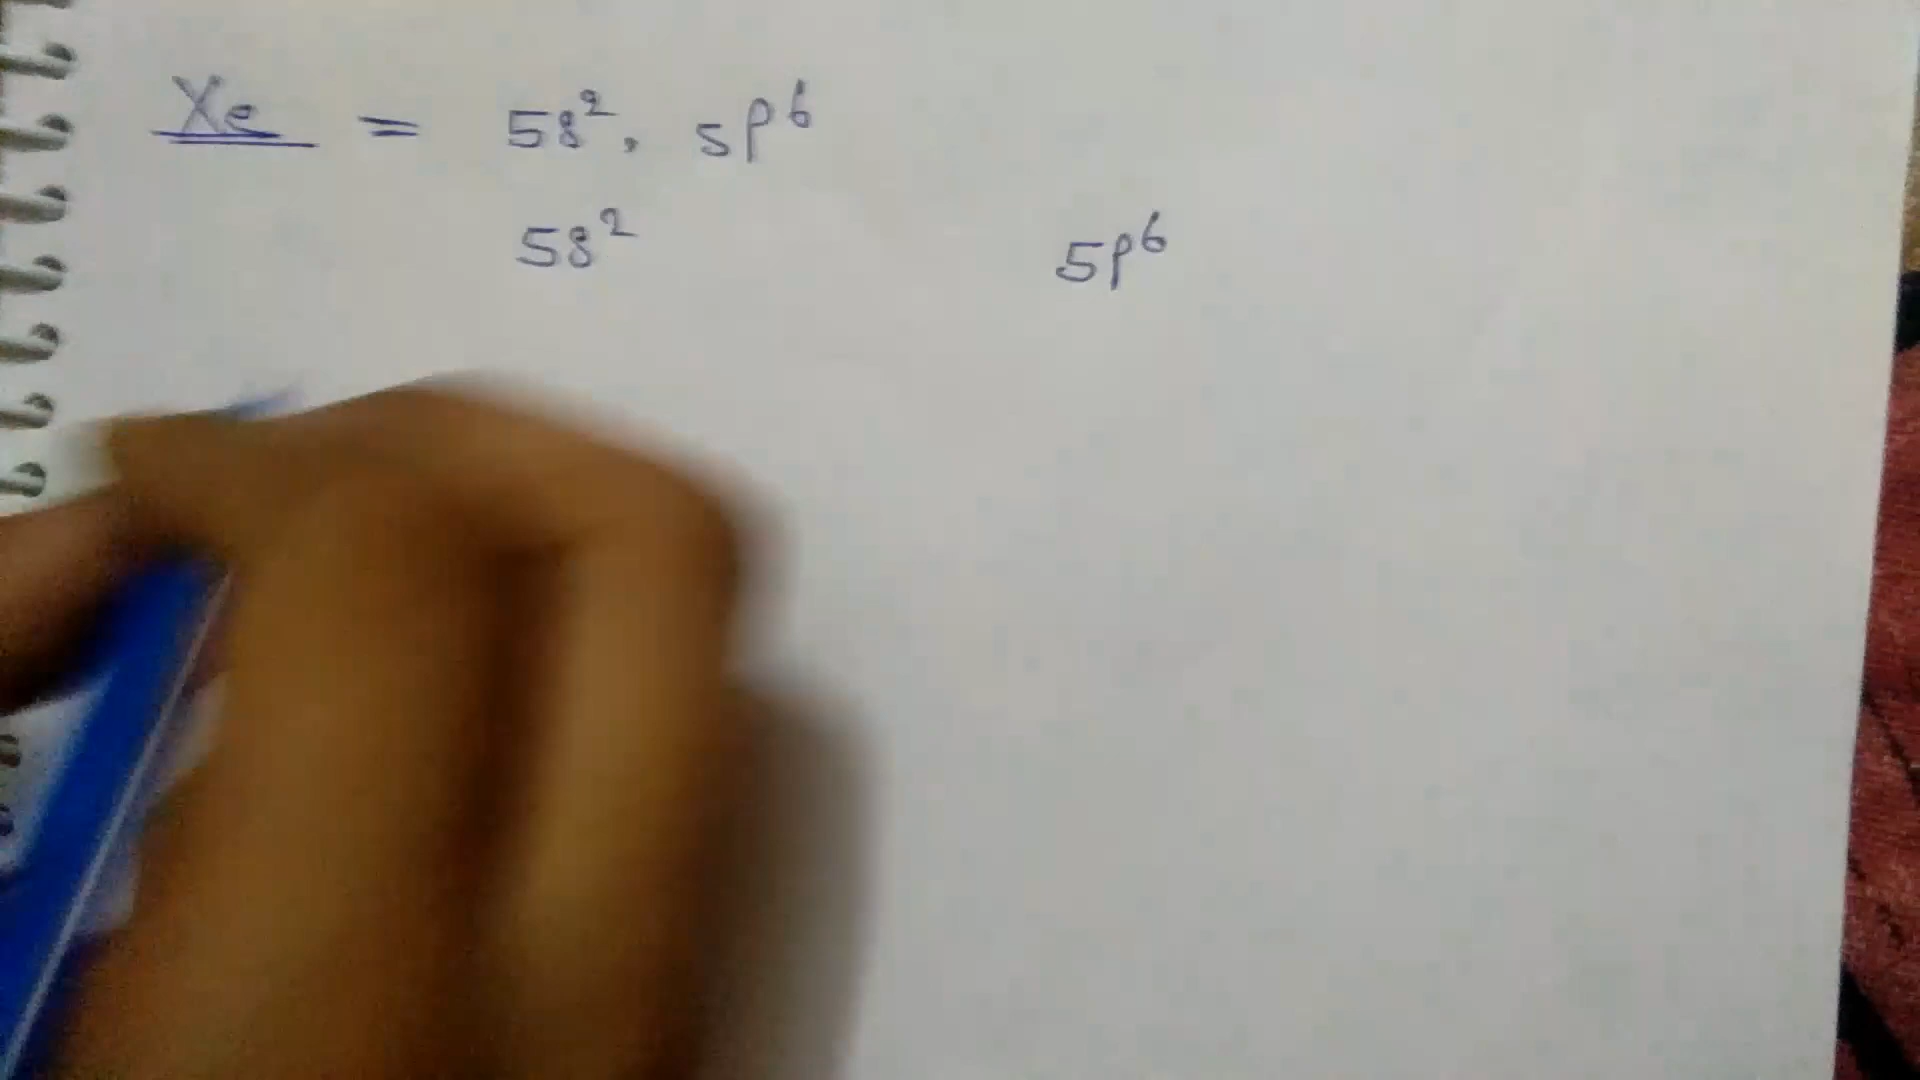 Xe = 5s², 5p⁶
5s² 5p⁶